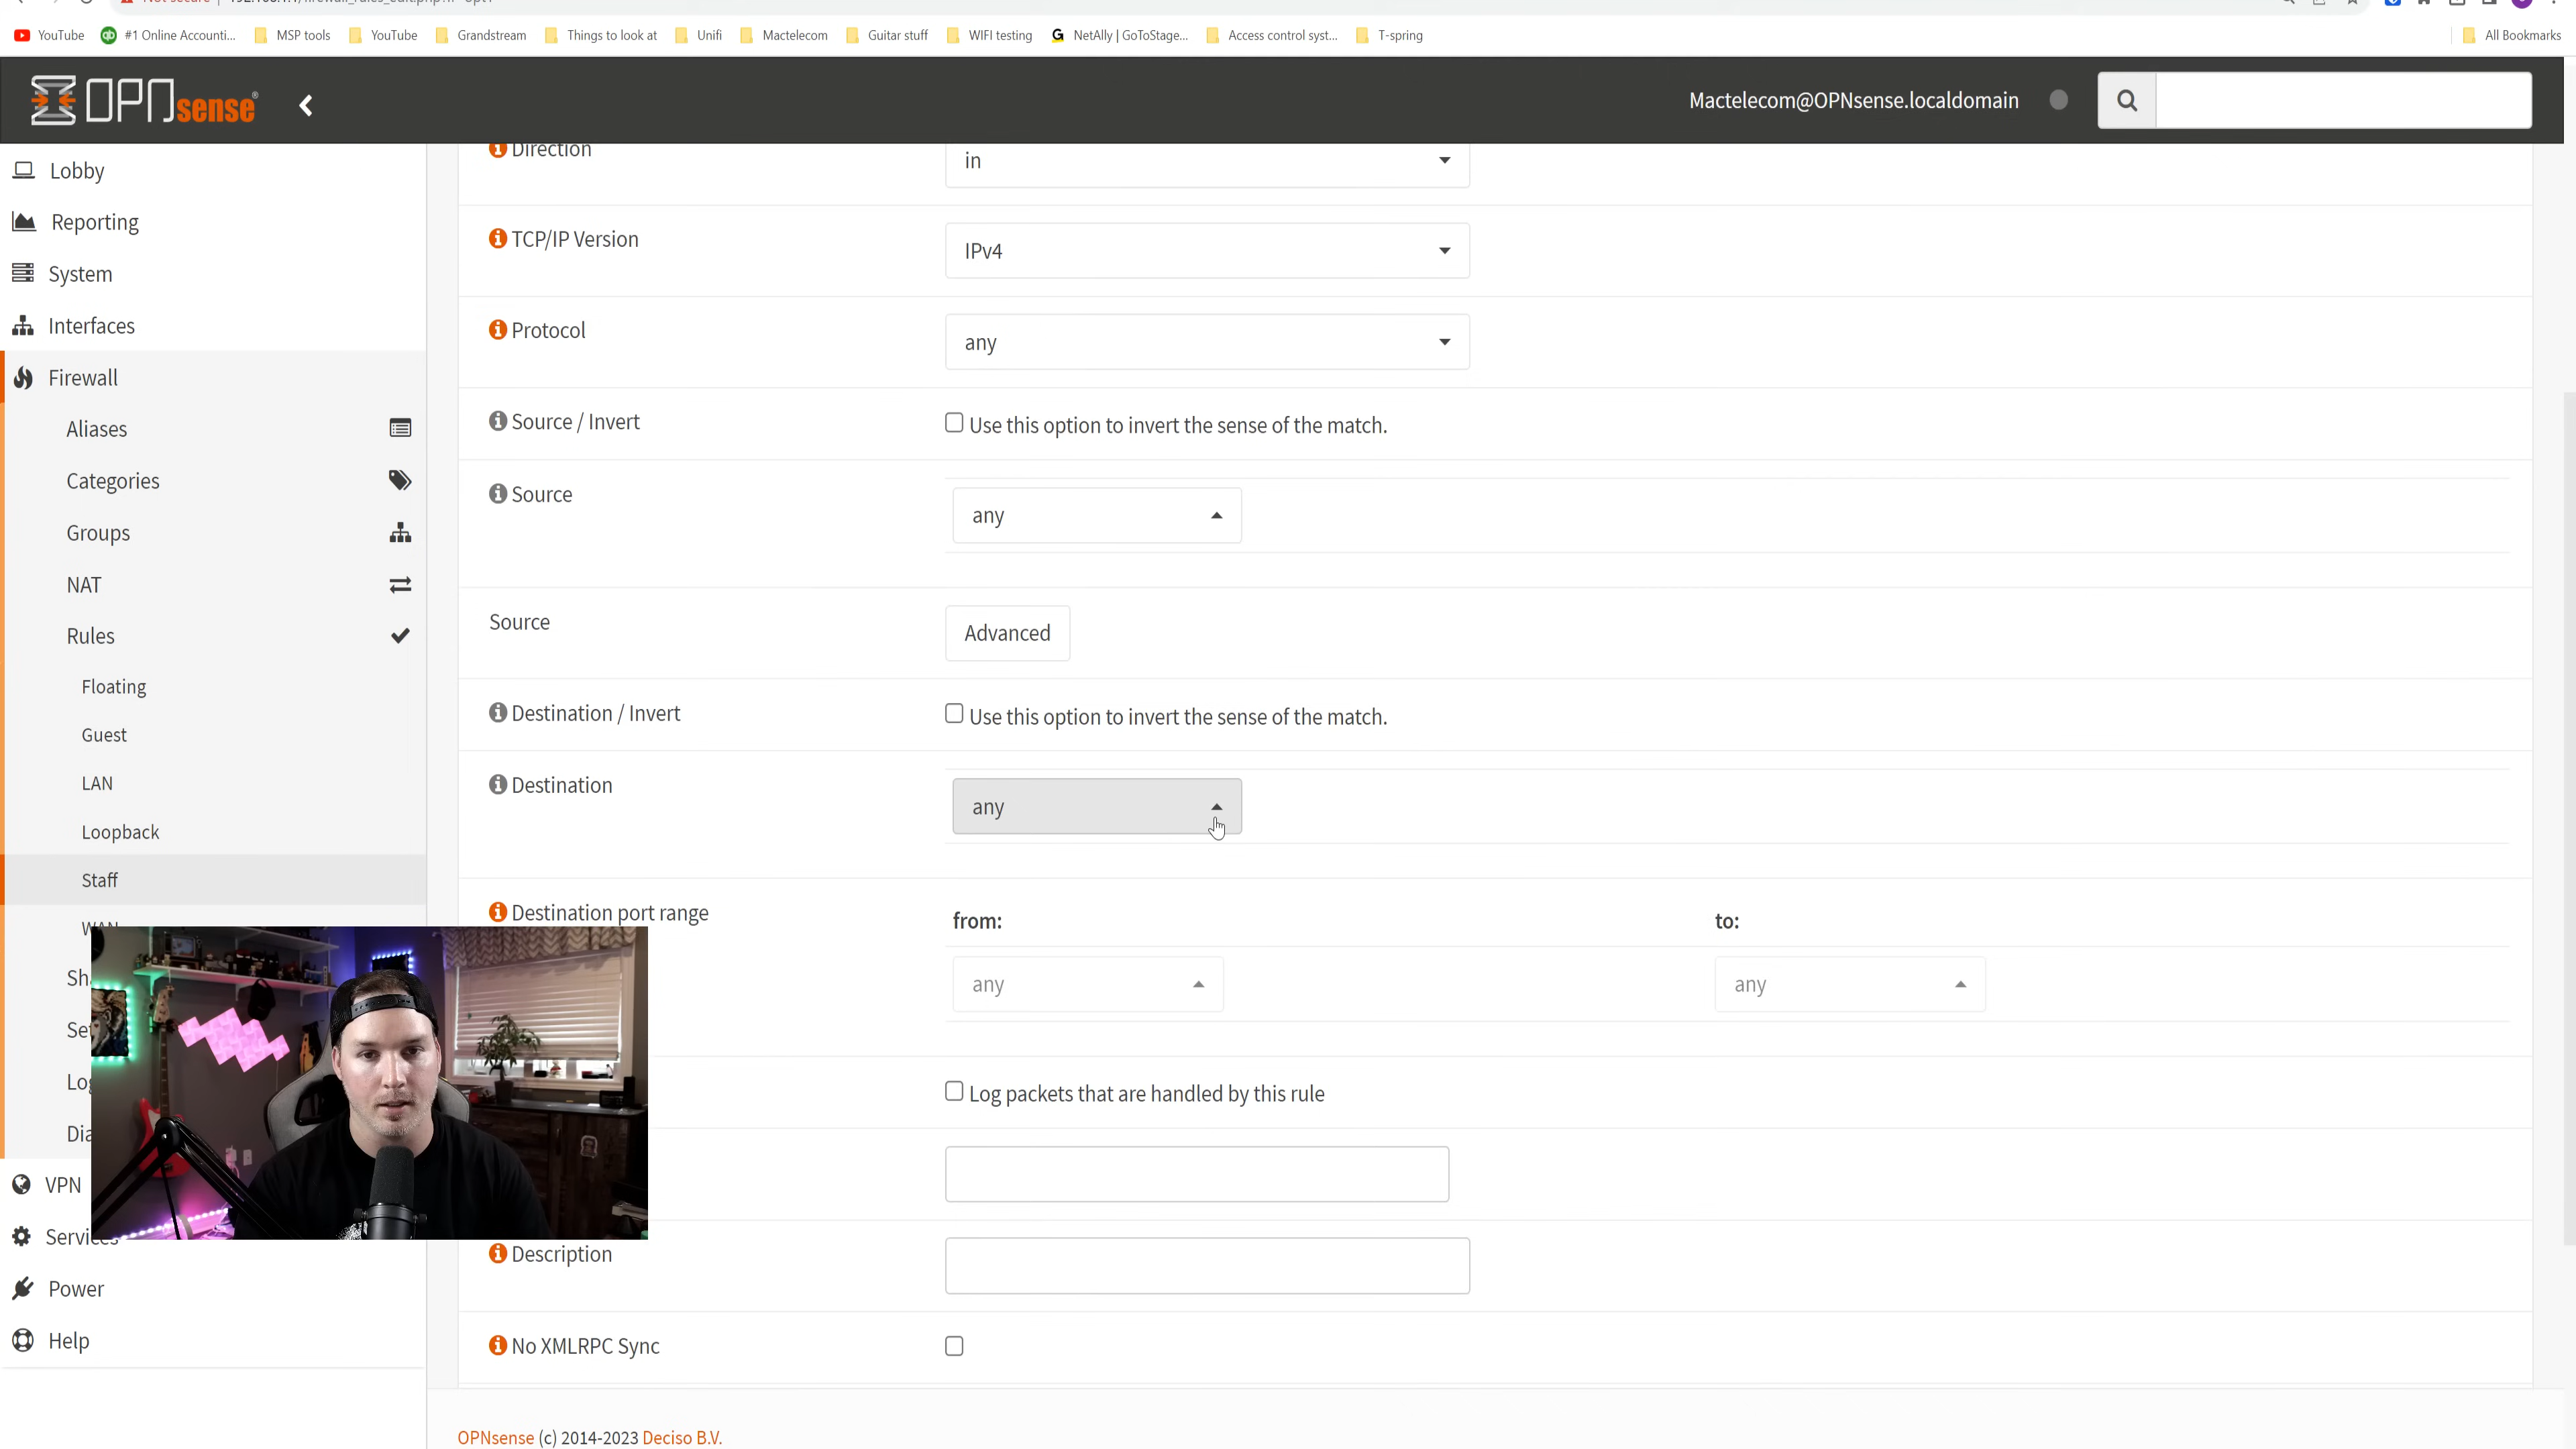 YouTube #1 Online Accounti... MSP tools YouTube Grandstream Things to look at Unifi Mactelecom Guitar stuff WIFI testing NetAlly | GoToStage... Access control syst... T-spring All Bookmarks
OPNsense® Mactelecom@OPNsense.localdomain
Lobby
Reporting
System
Interfaces
Firewall
Aliases
Categories
Groups
NAT
Rules
Floating
Guest
LAN
Loopback
Staff
VPN
Services
Power
Help
Direction in
TCP/IP Version IPv4
Protocol any
Source / Invert Use this option to invert the sense of the match.
Source any
Source Advanced
Destination / Invert Use this option to invert the sense of the match.
Destination any
Destination port range from: to:
any any
Log packets that are handled by this rule
Description
No XMLRPC Sync
OPNsense (c) 2014-2023 Deciso B.V.